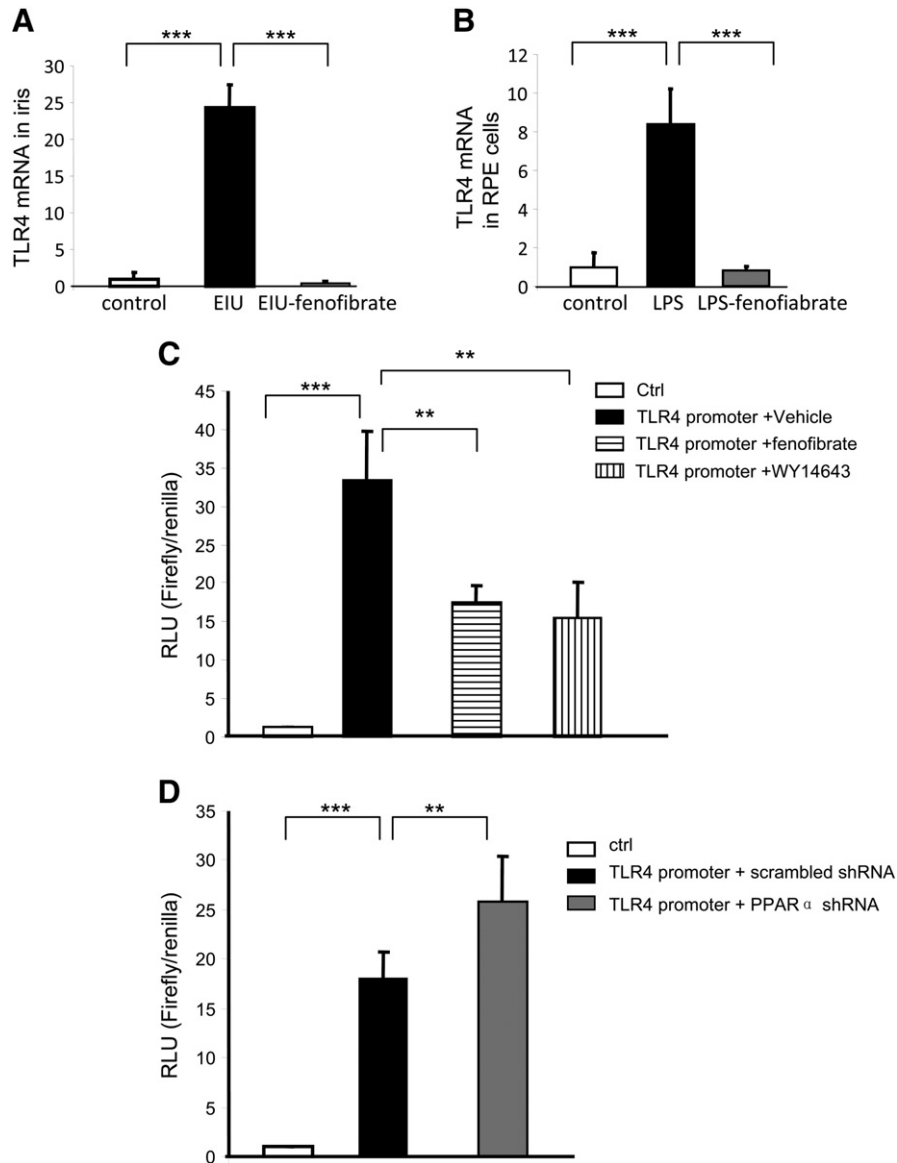 A
*** ***
TLR4 mRNA in iris
30
25
20
15
10
5
0
control EIU EIU-fenofibrate
B
*** ***
TLR4 mRNA
in RPE cells
12
10
8
6
4
2
0
control LPS LPS-fenofiabrate
C
**
***
**
RLU (Firefly/renilla)
45
40
35
30
25
20
15
10
5
0
Ctrl
TLR4 promoter +Vehicle
TLR4 promoter +fenofibrate
TLR4 promoter +WY14643
D
*** **
RLU (Firefly/renilla)
35
30
25
20
15
10
5
0
ctrl
TLR4 promoter + scrambled shRNA
TLR4 promoter + PPAR α shRNA